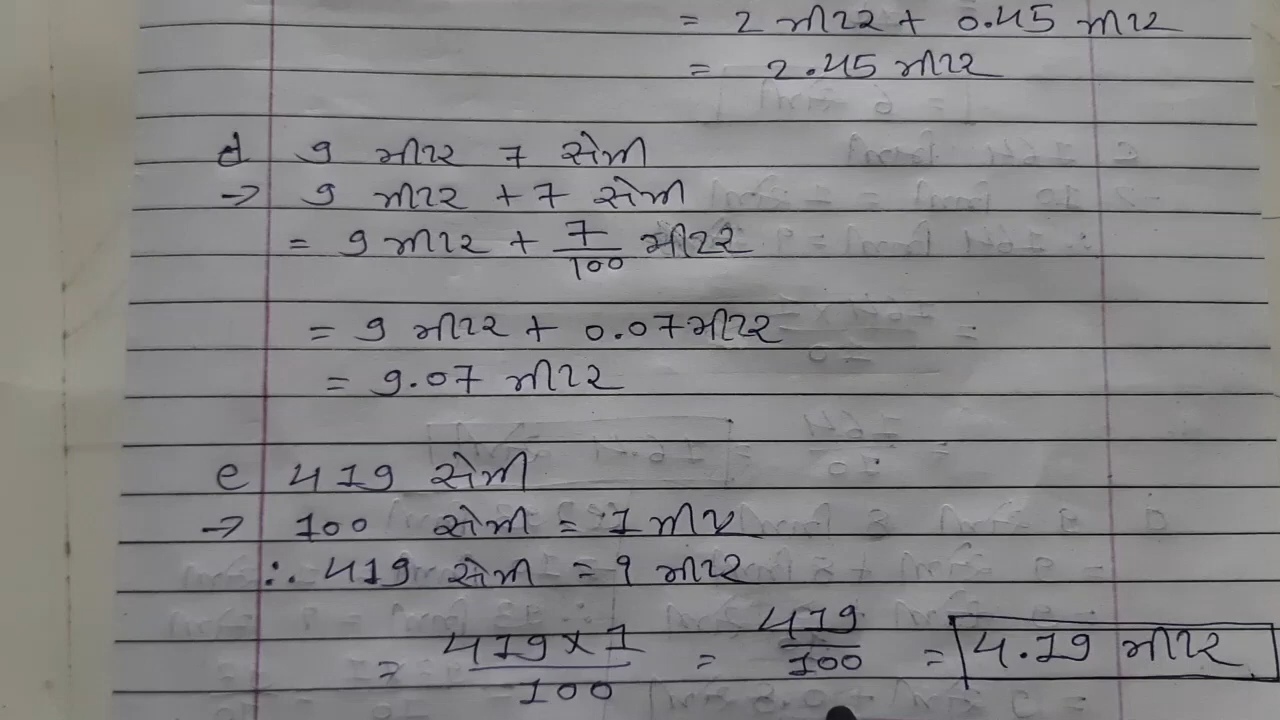 = 2 મીટર + 0.45 મીટર
= 2.45 મીટર
d 9 મીટર 7 સેમી
→ 9 મીટર + 7 સેમી
= 9 મીટર + 7/100 મીટર
= 9 મીટર + 0.07 મીટર
= 9.07 મીટર
e 419 સેમી
→ 100 સેમી = 1 મીટર
∴ 419 સેમી = ? મીટર
= 419 × 1 / 100 = 419/100 = 4.19 મીટર